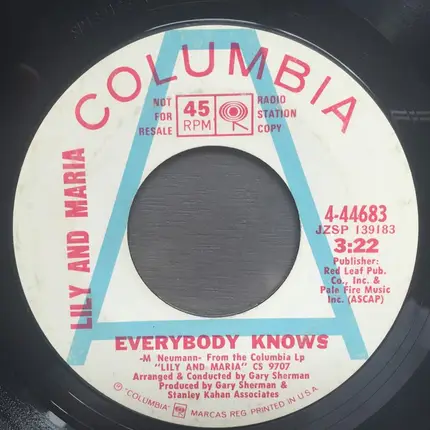 COLUMBIA
NOT FOR RESALE
45 RPM
RADIO STATION COPY
LILY AND MARIA
4-44683
JZSP 139183
3:22
Publisher:
Red Leaf Pub.
Co., Inc. &
Pale Fire Music
Inc. (ASCAP)
A
EVERYBODY KNOWS
-M Neumann- From the Columbia Lp
"LILY AND MARIA" CS 9707
Arranged & Conducted by Gary Sherman
Produced by Gary Sherman &
Stanley Kahan Associates
℗ "COLUMBIA" MARCAS REG. PRINTED IN U.S.A.